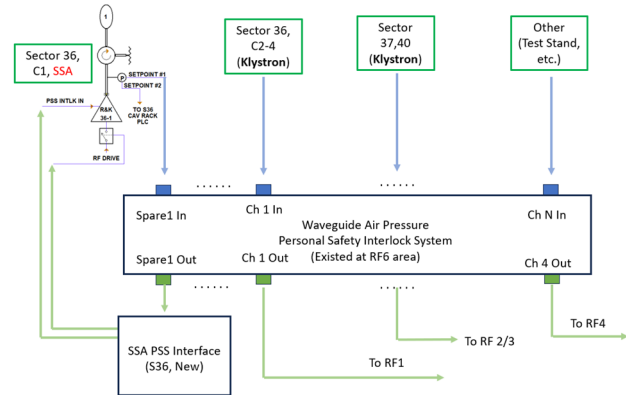 1
Sector 36,
C1, SSA
P
SETPOINT #1
SETPOINT #2
PSS INTLK IN
R&K
36-1
TO S36
CAV RACK
PLC
RF DRIVE
Sector 36,
C2-4
(Klystron)
Sector
37,40
(Klystron)
Other
(Test Stand,
etc.)
......
......
Spare1 In
Ch 1 In
Ch N In
Waveguide Air Pressure
Personal Safety Interlock System
(Existed at RF6 area)
Spare1 Out
Ch 1 Out
Ch 4 Out
......
......
SSA PSS Interface
(S36, New)
To RF1
To RF 2/3
To RF4